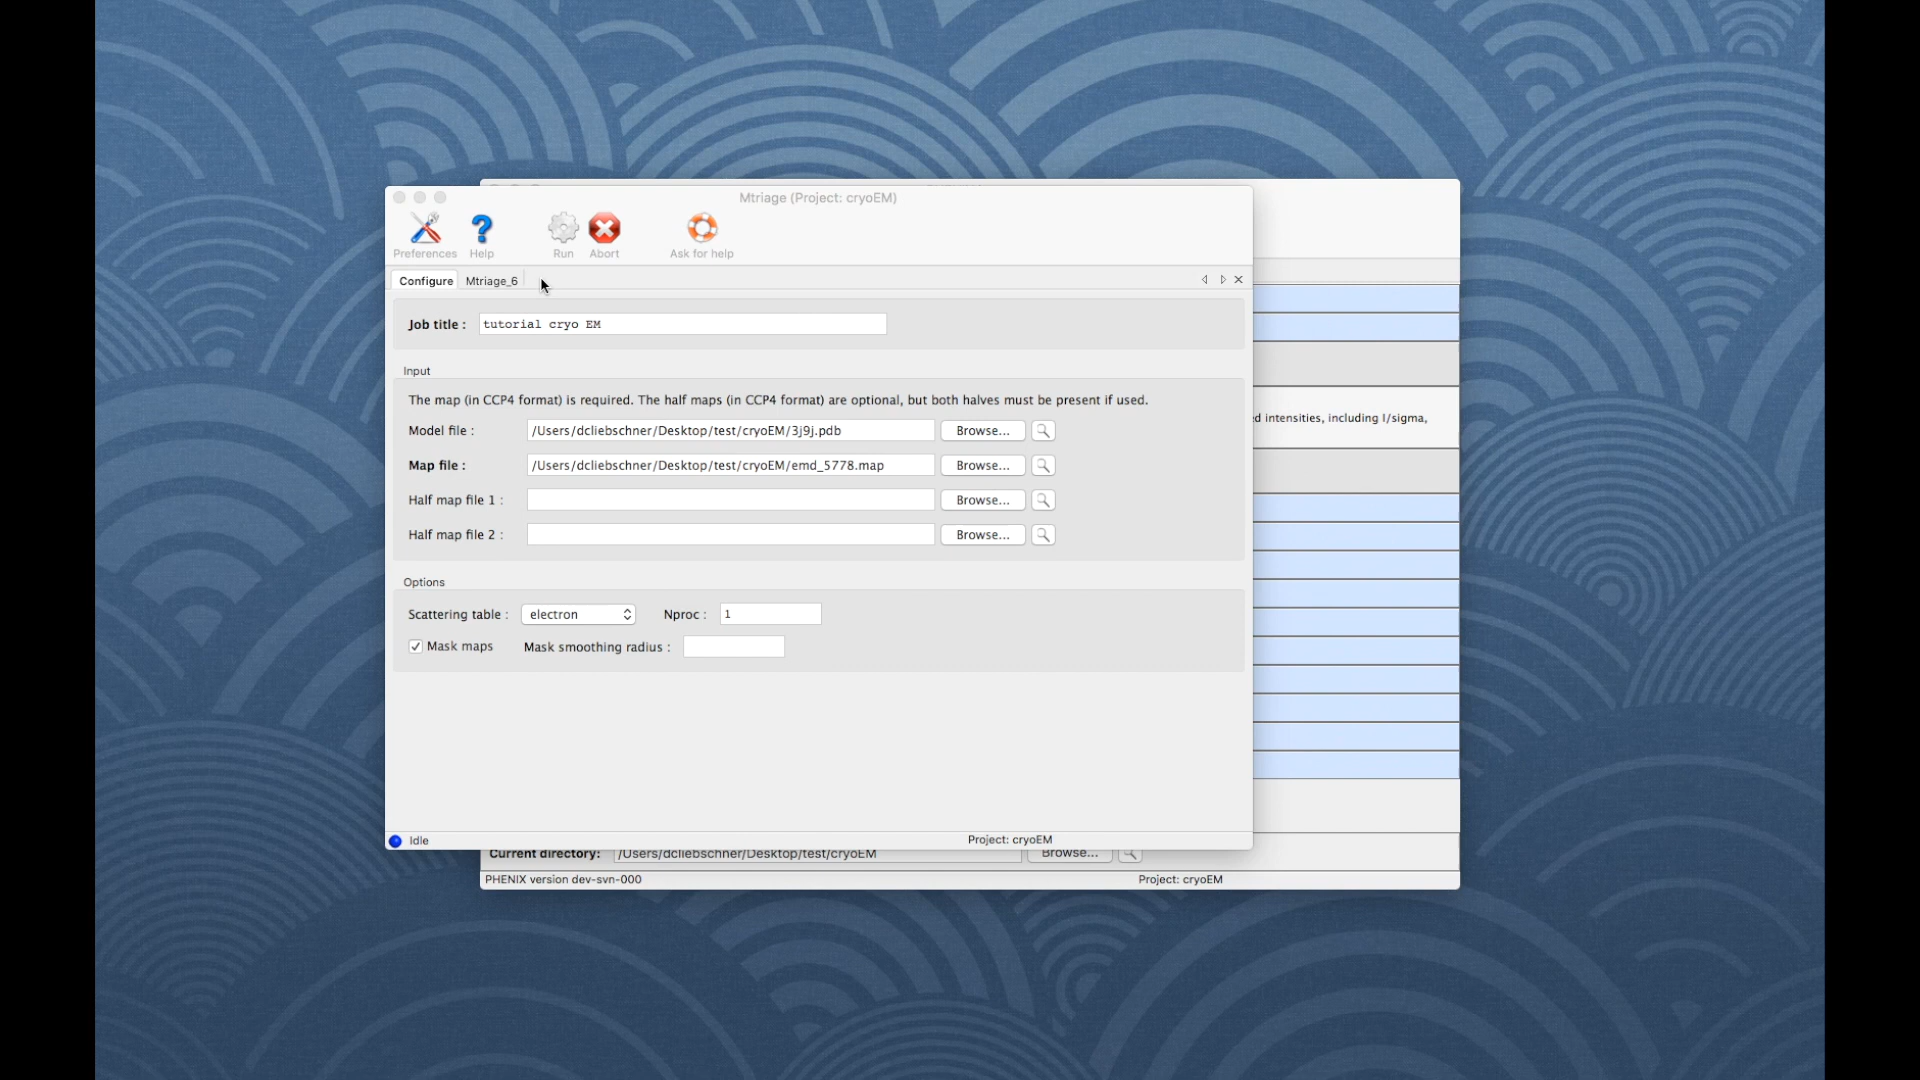 Mtriage (Project: cryoEM)
Preferences Help Run Abort Ask for help
Configure Mtriage_6
Job title : tutorial cryo EM
Input
The map (in CCP4 format) is required. The half maps (in CCP4 format) are optional, but both halves must be present if used.
Model file : /Users/dcliebschner/Desktop/test/cryoEM/3j9j.pdb Browse...
d intensities, including I/sigma,
Map file : /Users/dcliebschner/Desktop/test/cryoEM/emd_5778.map Browse...
Half map file 1 : Browse...
Half map file 2 : Browse...
Options
Scattering table : electron Nproc : 1
Mask maps Mask smoothing radius :
Idle Project: cryoEM
Current directory: /Users/dcliebschner/Desktop/test/cryoEM Browse...
PHENIX version dev-svn-000 Project: cryoEM